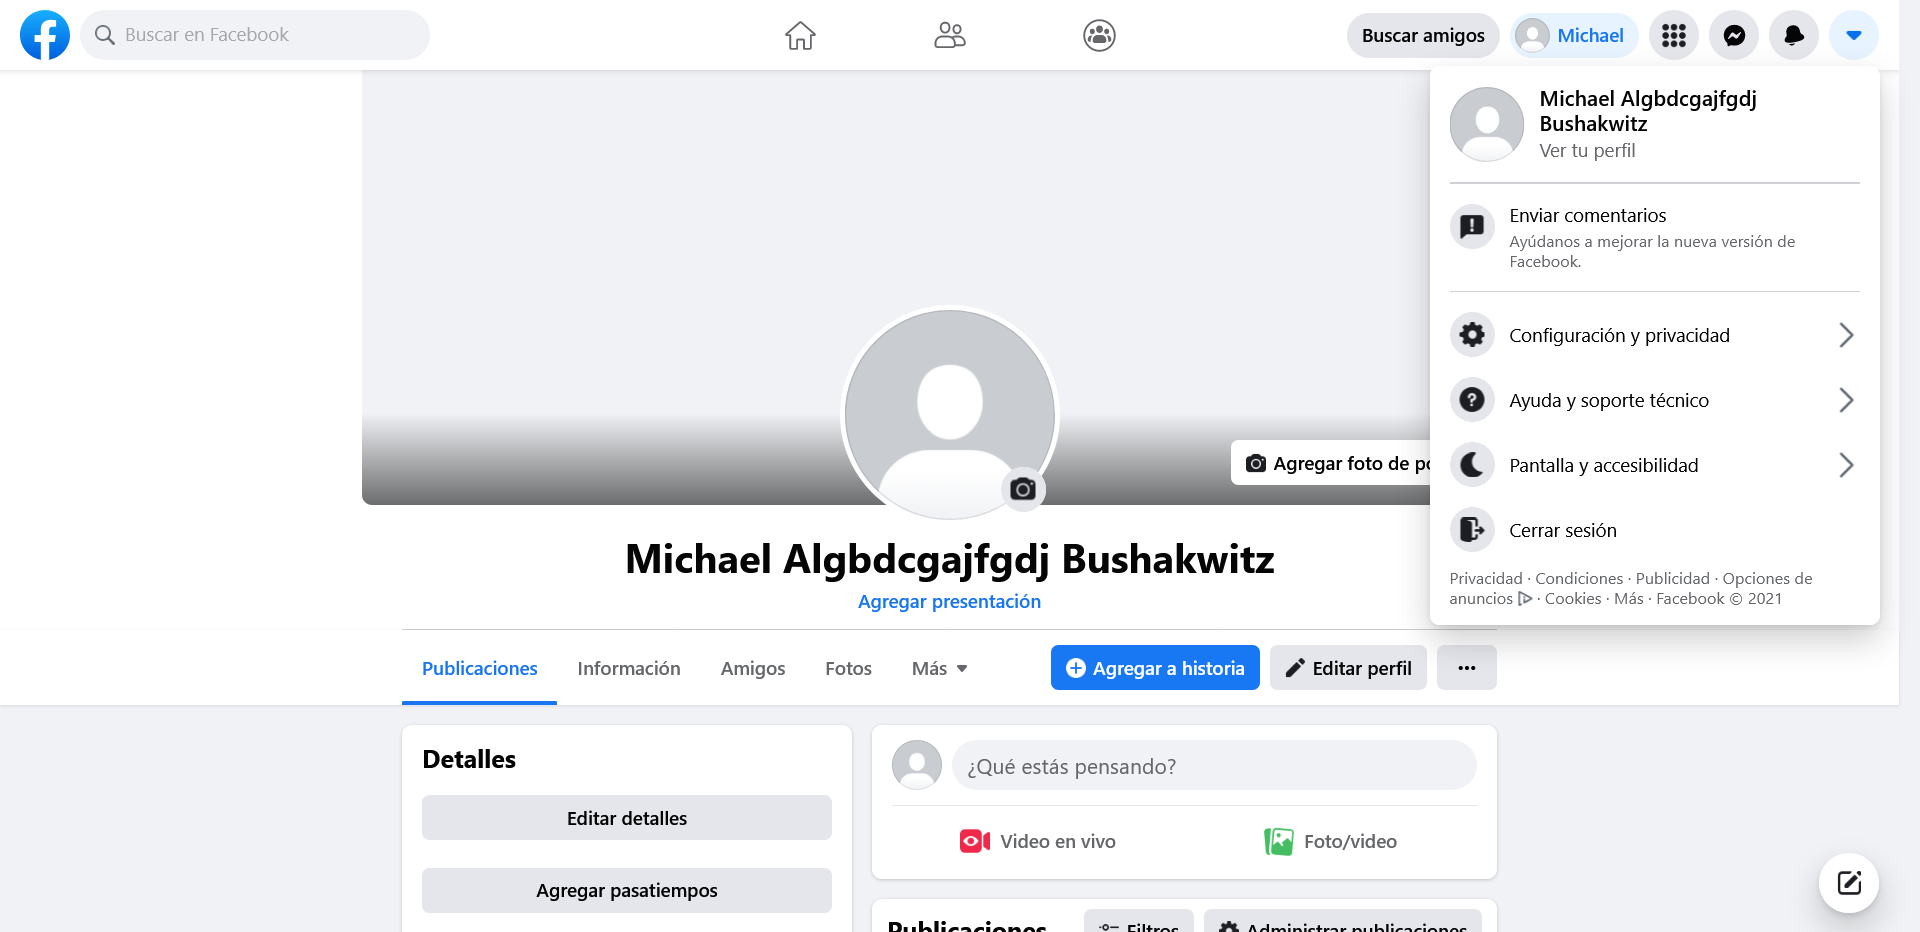 Buscar en Facebook
Buscar amigos
Michael
Michael Algbdcgajfgdj
Bushakwitz
Ver tu perfil
Enviar comentarios
Ayúdanos a mejorar la nueva versión de
Facebook.
Configuración y privacidad
Ayuda y soporte técnico
Pantalla y accesibilidad
Cerrar sesión
Privacidad · Condiciones · Publicidad · Opciones de
anuncios · Cookies · Más · Facebook © 2021
Agregar foto de po
Michael Algbdcgajfgdj Bushakwitz
Agregar presentación
Publicaciones
Información
Amigos
Fotos
Más
Agregar a historia
Editar perfil
Detalles
Editar detalles
Agregar pasatiempos
¿Qué estás pensando?
Video en vivo
Foto/video
Publicaciones
Filtros
Administrar publicaciones